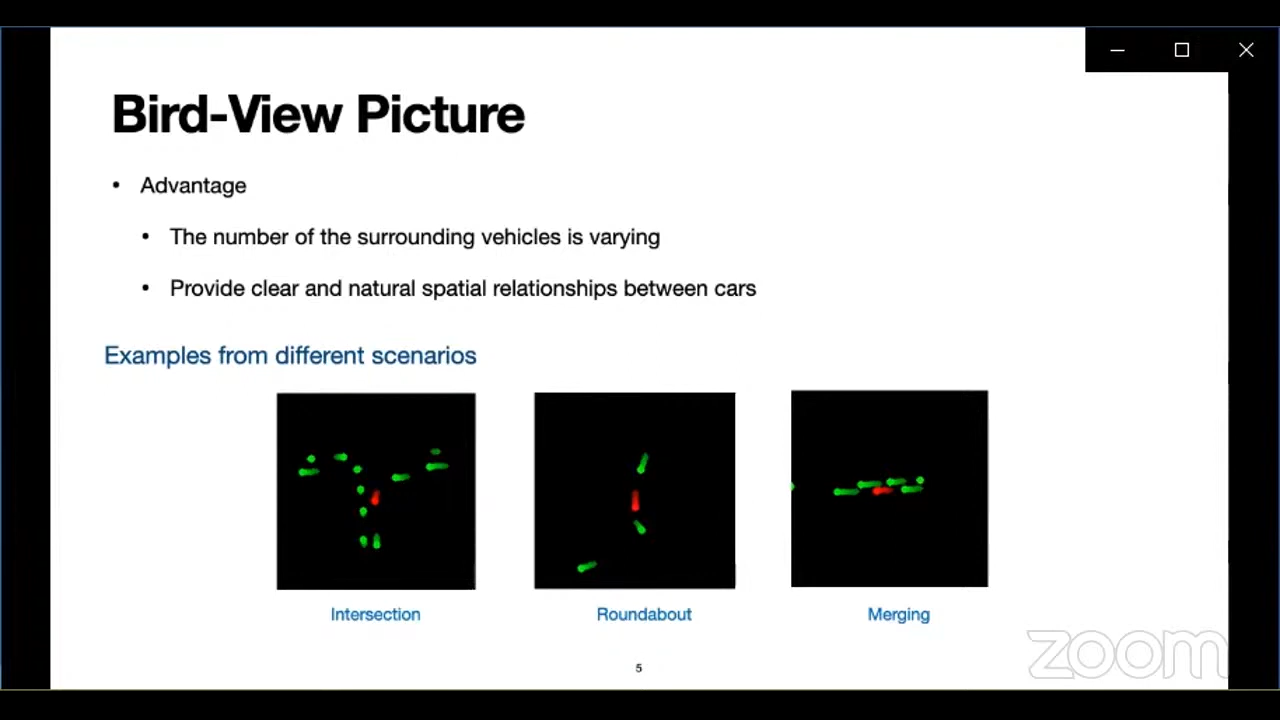 Bird-View Picture
• Advantage
• The number of the surrounding vehicles is varying
• Provide clear and natural spatial relationships between cars
Examples from different scenarios
Intersection
Roundabout
Merging
zoom
5